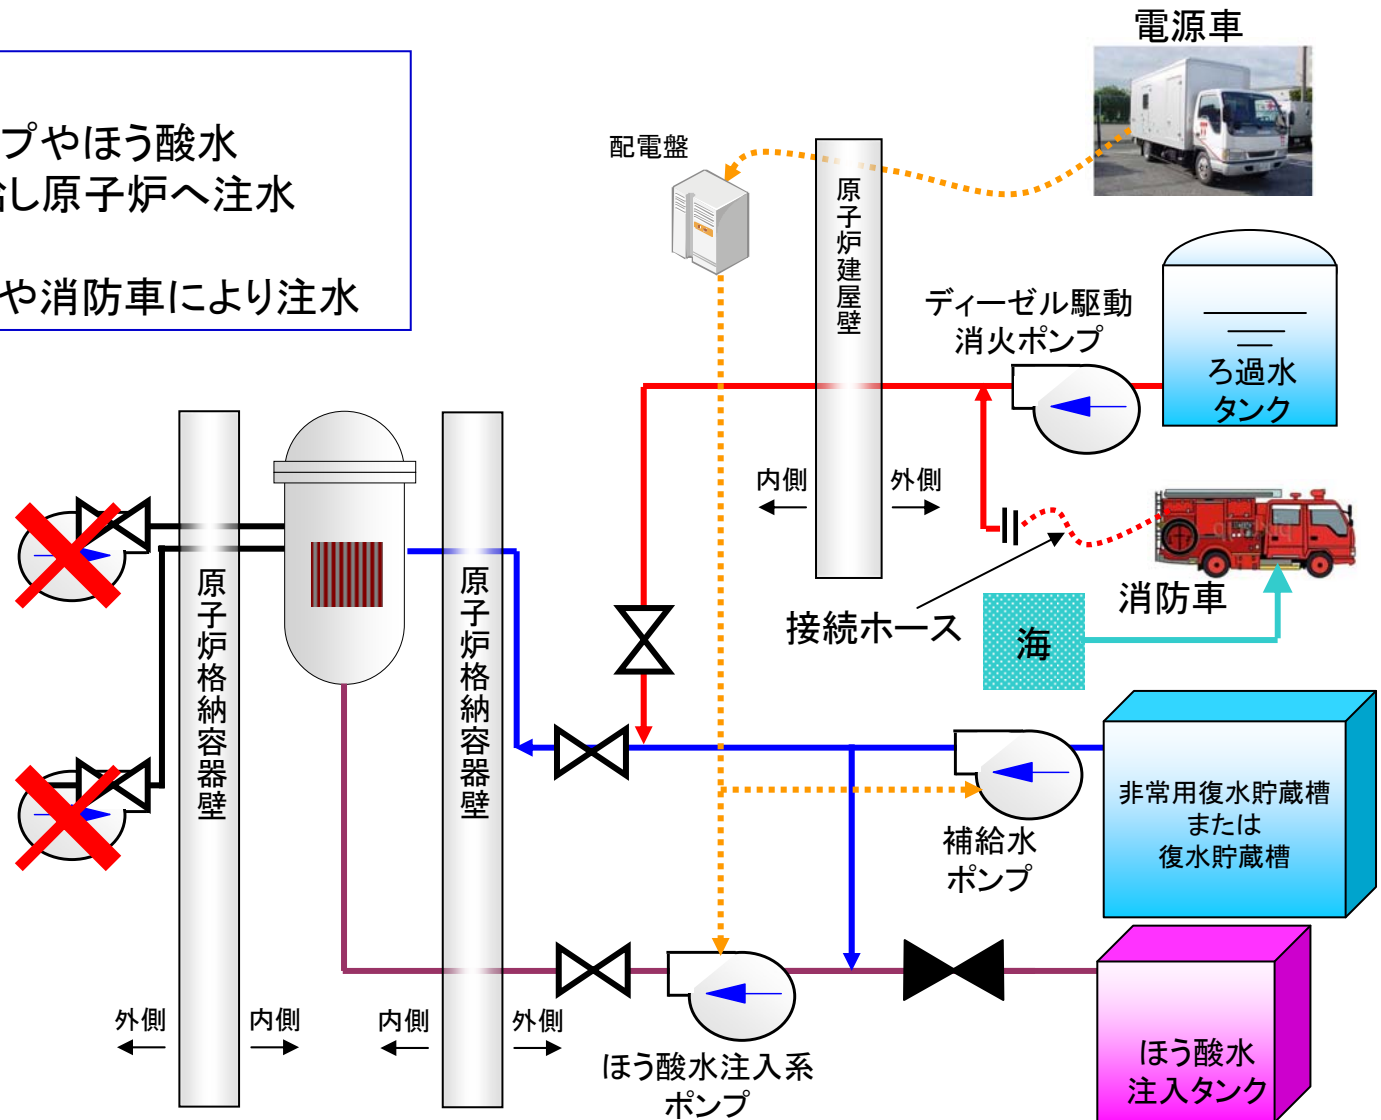 電源車
プやほう酸水
給し原子炉へ注水
や消防車により注水
配電盤
原子炉建屋壁
ディーゼル駆動
消火ポンプ
ろ過水
タンク
内側
外側
消防車
接続ホース
海
原子炉格納容器壁
原子炉格納容器壁
非常用復水貯蔵槽
または
復水貯蔵槽
補給水
ポンプ
外側
内側
内側
外側
ほう酸水注入系
ポンプ
ほう酸水
注入タンク